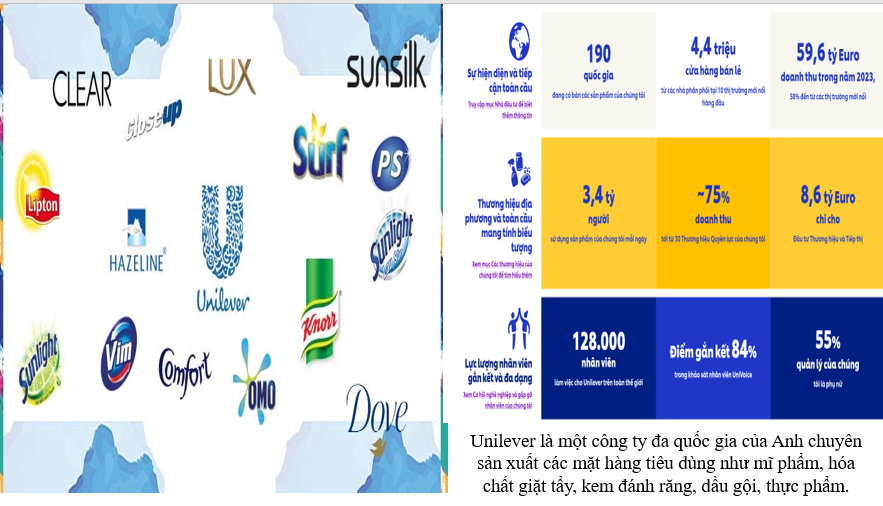 CLEAR
LUX
sunsilk
close up
Surf
PS
Lipton
HAZELINE
Sunlight
Unilever
Knorr
Sunlight
Vim
Comfort
OMO
Dove
Sự hiện diện và tiếp
cận toàn cầu
Truy cập mục Nhà đầu tư để biết
thêm thông tin
190
quốc gia
đang có bán các sản phẩm của chúng tôi
4,4 triệu
cửa hàng bán lẻ
từ các nhà phân phối tại 10 thị trường mới nổi
hàng đầu
59,6 tỷ Euro
doanh thu trong năm 2023,
58% đến từ các thị trường mới nổi
Thương hiệu địa
phương và toàn cầu
mang tính biểu
tượng
Xem mục Các thương hiệu của
chúng tôi để tìm hiểu thêm
3,4 tỷ
người
sử dụng sản phẩm của chúng tôi mỗi ngày
~75%
doanh thu
tới từ 30 Thương hiệu Quyền lực của chúng tôi
8,6 tỷ Euro
chi cho
Đầu tư Thương hiệu và Tiếp thị
Lực lượng nhân viên
gắn kết và đa dạng
Xem Cơ hội nghề nghiệp và gặp gỡ
nhân viên của chúng tôi
128.000
nhân viên
làm việc cho Unilever trên toàn thế giới
Điểm gắn kết 84%
trong khảo sát nhân viên UniVoice
55%
quản lý của chúng
tôi là phụ nữ
Unilever là một công ty đa quốc gia của Anh chuyên
sản xuất các mặt hàng tiêu dùng như mĩ phẩm, hóa
chất giặt tẩy, kem đánh răng, dầu gội, thực phẩm.